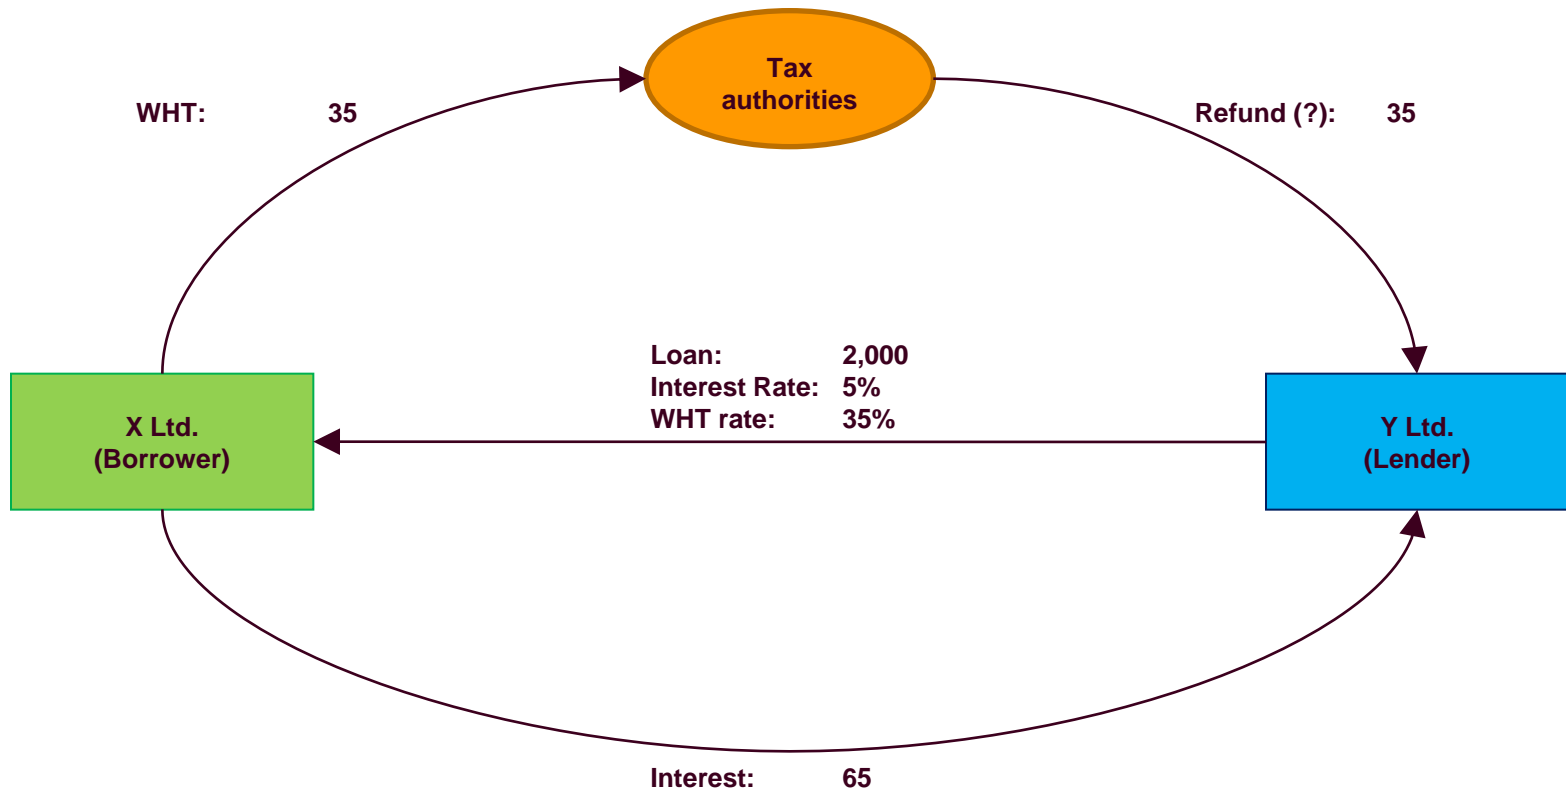 Tax
authorities
WHT: 35
Refund (?): 35
Loan: 2,000
Interest Rate: 5%
WHT rate: 35%
X Ltd.
(Borrower)
Y Ltd.
(Lender)
Interest: 65